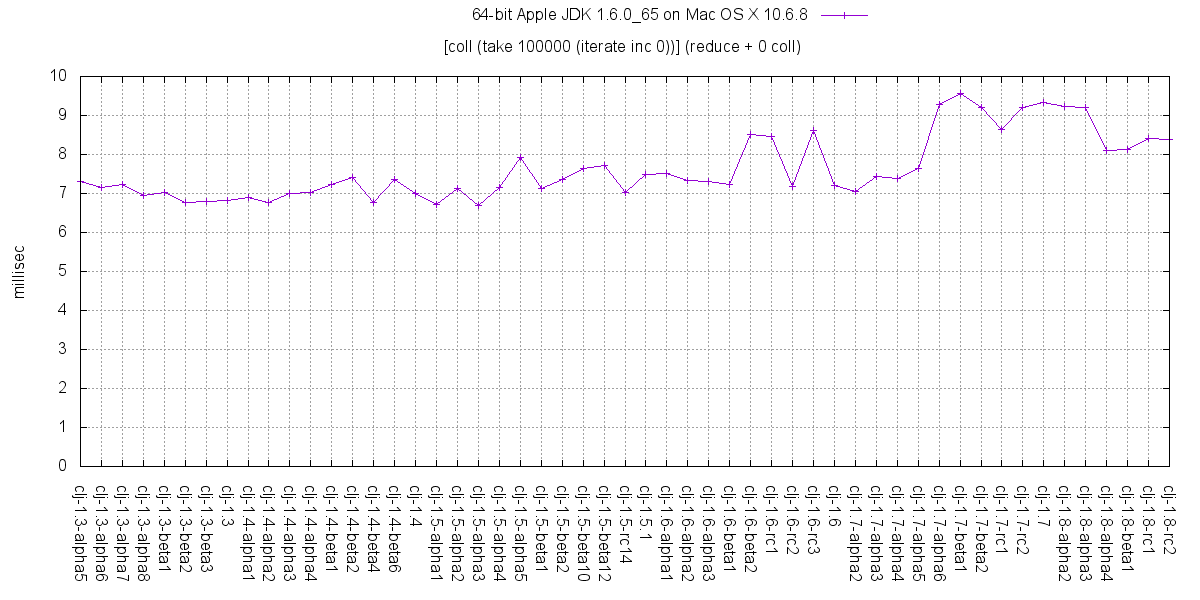 64-bit Apple JDK 1.6.0_65 on Mac OS X 10.6.8
[coll (take 100000 (iterate inc 0))] (reduce + 0 coll)
10
9
8
7
6
5
4
3
2
1
0
millisec
clj-1.3-alpha5
clj-1.3-alpha6
clj-1.3-alpha7
clj-1.3-alpha8
clj-1.3-beta1
clj-1.3-beta2
clj-1.3-beta3
clj-1.3
clj-1.4-alpha1
clj-1.4-alpha2
clj-1.4-alpha3
clj-1.4-alpha4
clj-1.4-beta1
clj-1.4-beta2
clj-1.4-beta4
clj-1.4-beta6
clj-1.4
clj-1.5-alpha1
clj-1.5-alpha2
clj-1.5-alpha3
clj-1.5-alpha4
clj-1.5-alpha5
clj-1.5-beta1
clj-1.5-beta2
clj-1.5-beta10
clj-1.5-beta12
clj-1.5-rc14
clj-1.5.1
clj-1.6-alpha1
clj-1.6-alpha2
clj-1.6-alpha3
clj-1.6-beta1
clj-1.6-beta2
clj-1.6-rc1
clj-1.6-rc2
clj-1.6-rc3
clj-1.6
clj-1.7-alpha2
clj-1.7-alpha3
clj-1.7-alpha4
clj-1.7-alpha5
clj-1.7-alpha6
clj-1.7-beta1
clj-1.7-beta2
clj-1.7-rc1
clj-1.7-rc2
clj-1.7
clj-1.8-alpha2
clj-1.8-alpha3
clj-1.8-alpha4
clj-1.8-beta1
clj-1.8-rc1
clj-1.8-rc2